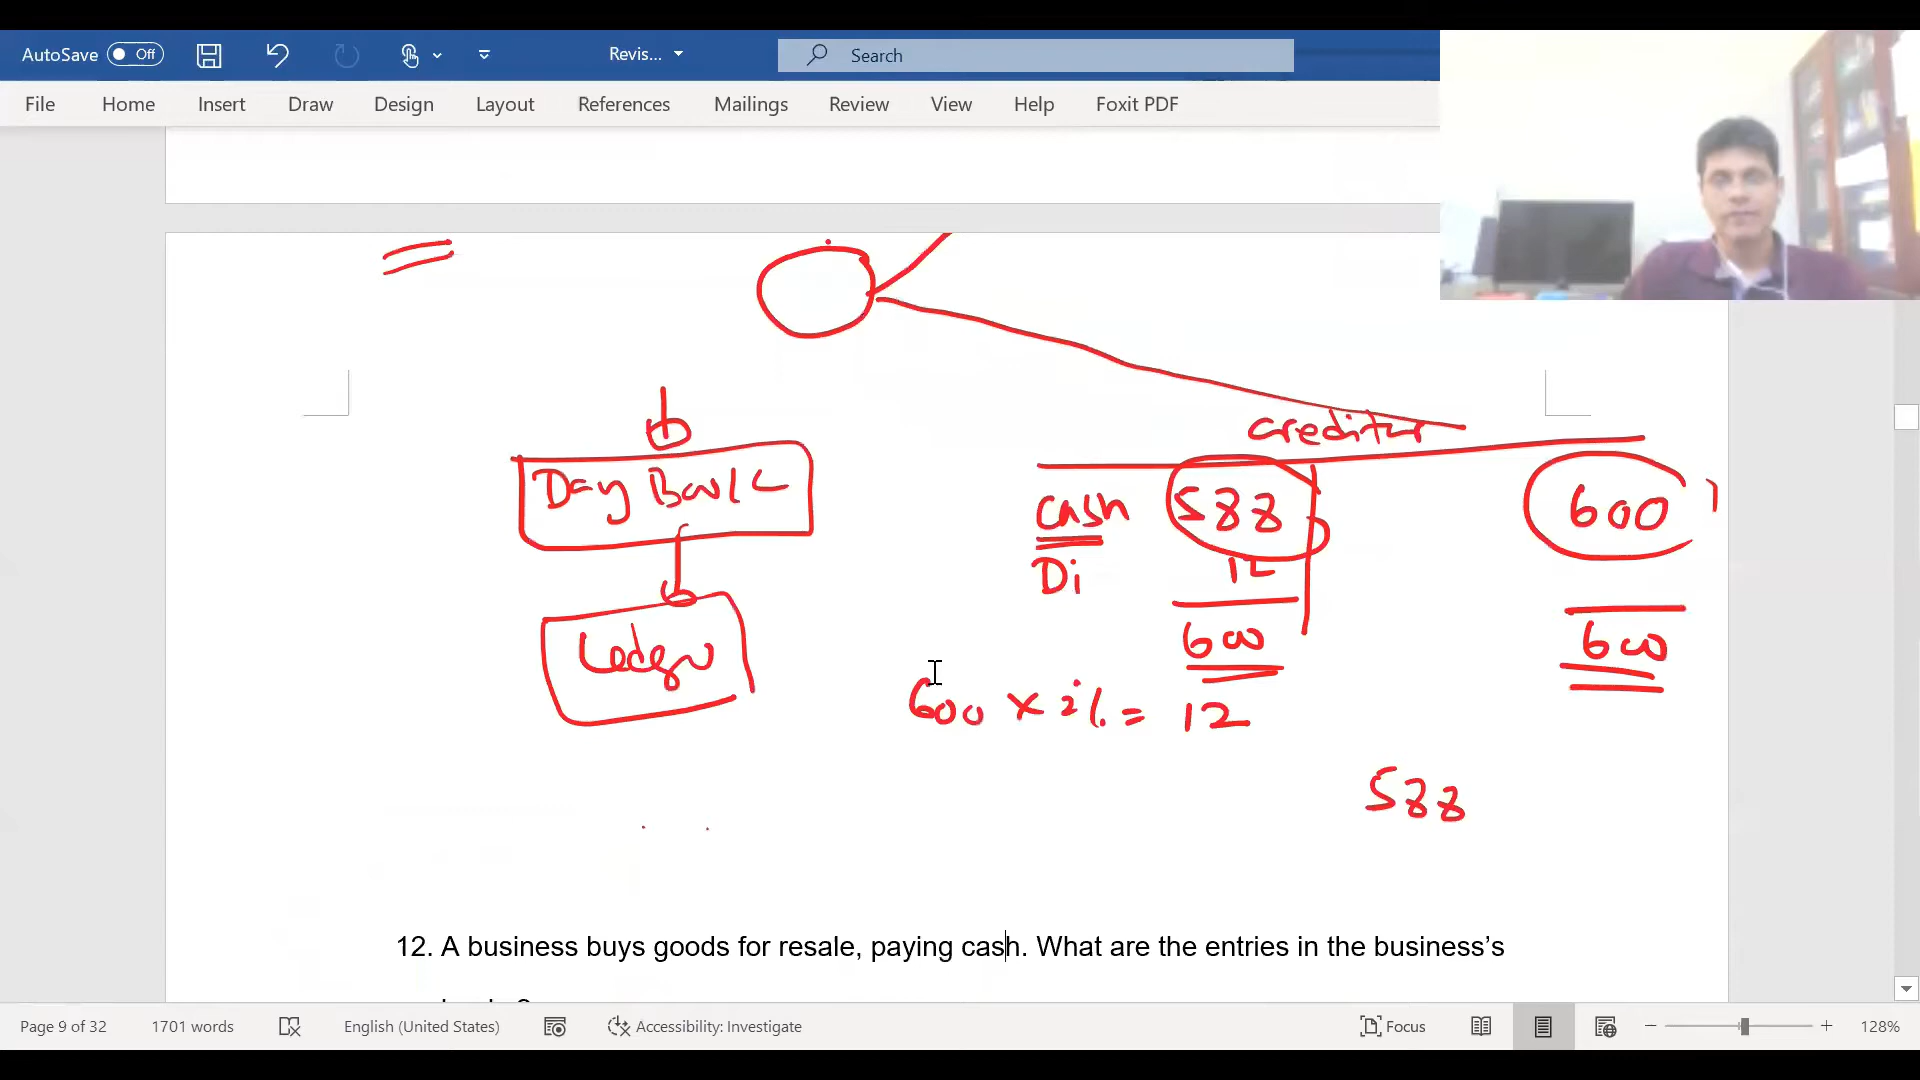 AutoSave Off Revis... Search
File Home Insert Draw Design Layout References Mailings Review View Help Foxit PDF
creditor
Day Book
cash 588 600
Di 12
600 600
Ledger
600 x 2% = 12
588
12. A business buys goods for resale, paying cash. What are the entries in the business’s
Page 9 of 32 1701 words English (United States) Accessibility: Investigate Focus 128%